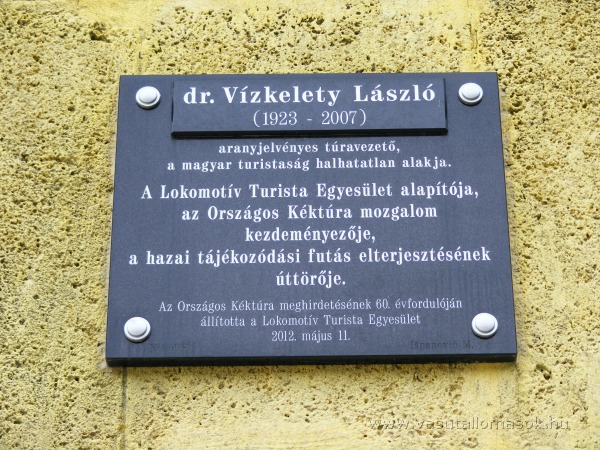 dr. Vízkelety László
(1923 - 2007)
aranyjelvényes túravezető,
a magyar turistaság halhatatlan alakja.
A Lokomotív Turista Egyesület alapítója,
az Országos Kéktúra mozgalom
kezdeményezője,
a hazai tájékozódási futás elterjesztésének
úttörője.
Az Országos Kéktúra meghirdetésének 60. évfordulóján
állította a Lokomotív Turista Egyesület
2012. május 11.
www.vasutallomasok.hu